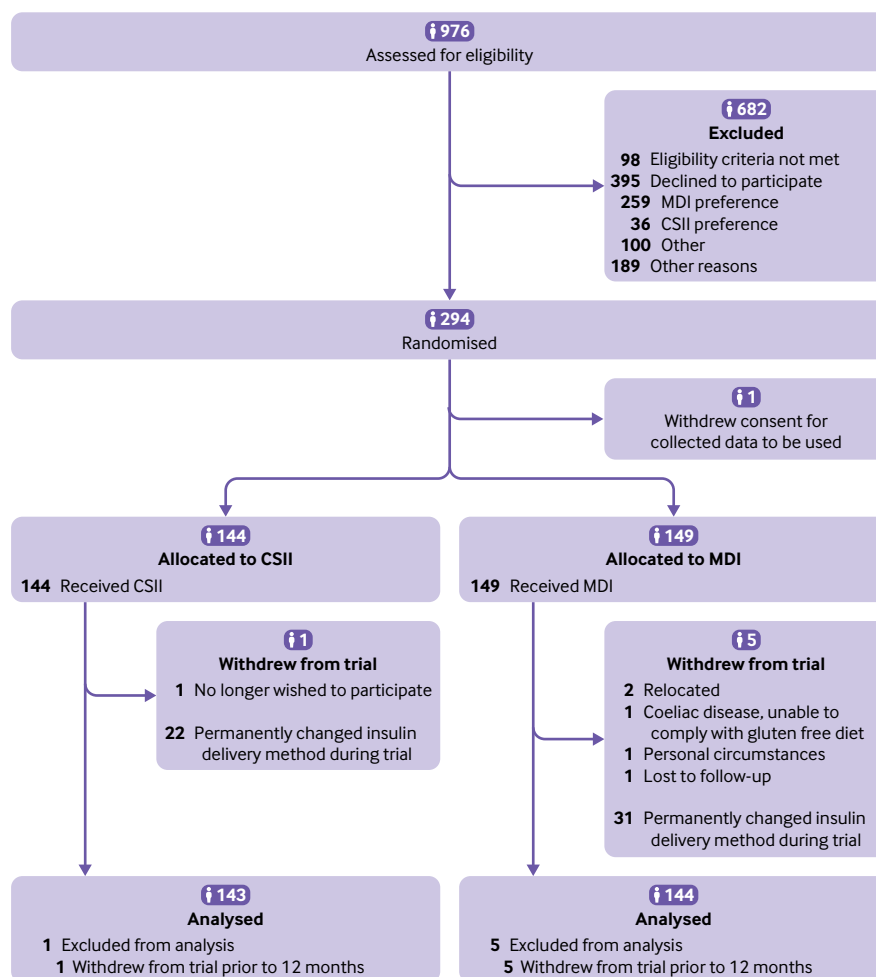 976
Assessed for eligibility
682
Excluded
98 Eligibility criteria not met
395 Declined to participate
259 MDI preference
36 CSII preference
100 Other
189 Other reasons
294
Randomised
1
Withdrew consent for
collected data to be used
144
Allocated to CSII
144 Received CSII
149
Allocated to MDI
149 Received MDI
1
Withdrew from trial
1 No longer wished to participate
22 Permanently changed insulin
delivery method during trial
5
Withdrew from trial
2 Relocated
1 Coeliac disease, unable to
comply with gluten free diet
1 Personal circumstances
1 Lost to follow-up
31 Permanently changed insulin
delivery method during trial
143
Analysed
1 Excluded from analysis
1 Withdrew from trial prior to 12 months
144
Analysed
5 Excluded from analysis
5 Withdrew from trial prior to 12 months